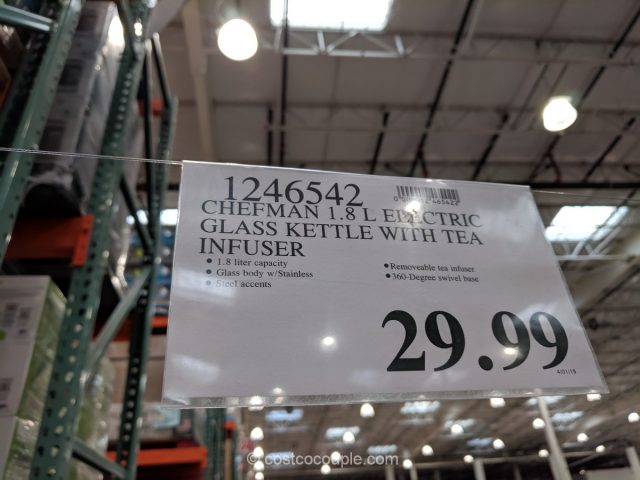 1246542
CHEFMAN 1.8 L ELECTRIC
GLASS KETTLE WITH TEA
INFUSER
• 1.8 liter capacity
• Glass body w/Stainless
• Steel accents
• Removeable tea infuser
• 360-Degree swivel base
29.99
© costcocouple.com